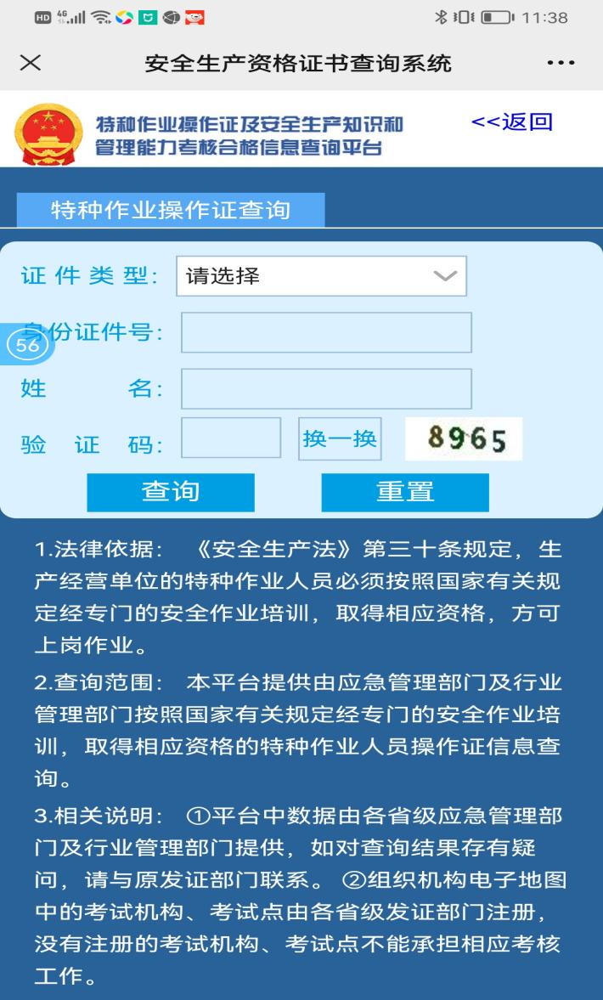 HD 4G 11:38
安全生产资格证书查询系统
特种作业操作证及安全生产知识和
管理能力考核合格信息查询平台
<<返回
特种作业操作证查询
证件类型: 请选择
身份证件号:
56
姓 名:
验 证 码: 换一换 8965
查询 重置
1.法律依据： 《安全生产法》第三十条规定，生
产经营单位的特种作业人员必须按照国家有关规
定经专门的安全作业培训，取得相应资格，方可
上岗作业。
2.查询范围： 本平台提供由应急管理部门及行业
管理部门按照国家有关规定经专门的安全作业培
训，取得相应资格的特种作业人员操作证信息查
询。
3.相关说明： ①平台中数据由各省级应急管理部
门及行业管理部门提供，如对查询结果存有疑
问，请与原发证部门联系。 ②组织机构电子地图
中的考试机构、考试点由各省级发证部门注册，
没有注册的考试机构、考试点不能承担相应考核
工作。